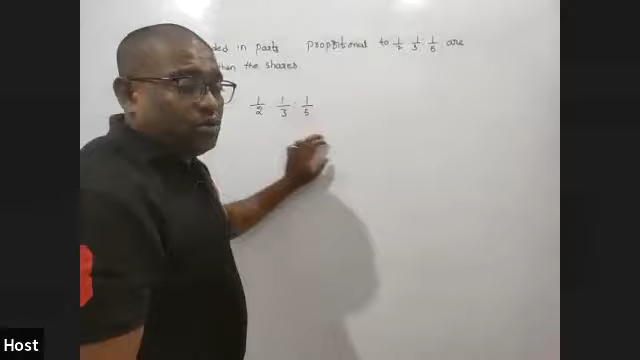 ded in parts proportional to 1/2 1/3 1/5 are
then the shares
1/2 : 1/3 : 1/5
Host